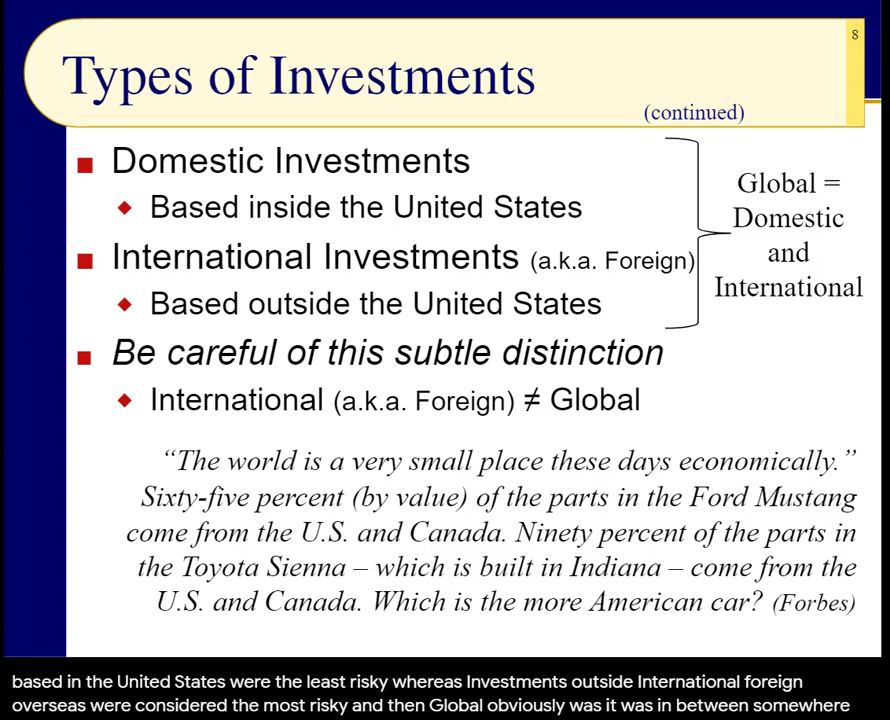 8
Types of Investments
(continued)
Domestic Investments
Based inside the United States
International Investments (a.k.a. Foreign)
Based outside the United States
Global =
Domestic
and
International
Be careful of this subtle distinction
International (a.k.a. Foreign) ≠ Global
“The world is a very small place these days economically.”
Sixty-five percent (by value) of the parts in the Ford Mustang
come from the U.S. and Canada. Ninety percent of the parts in
the Toyota Sienna – which is built in Indiana – come from the
U.S. and Canada. Which is the more American car? (Forbes)
based in the United States were the least risky whereas Investments outside International foreign
overseas were considered the most risky and then Global obviously was it was in between somewhere